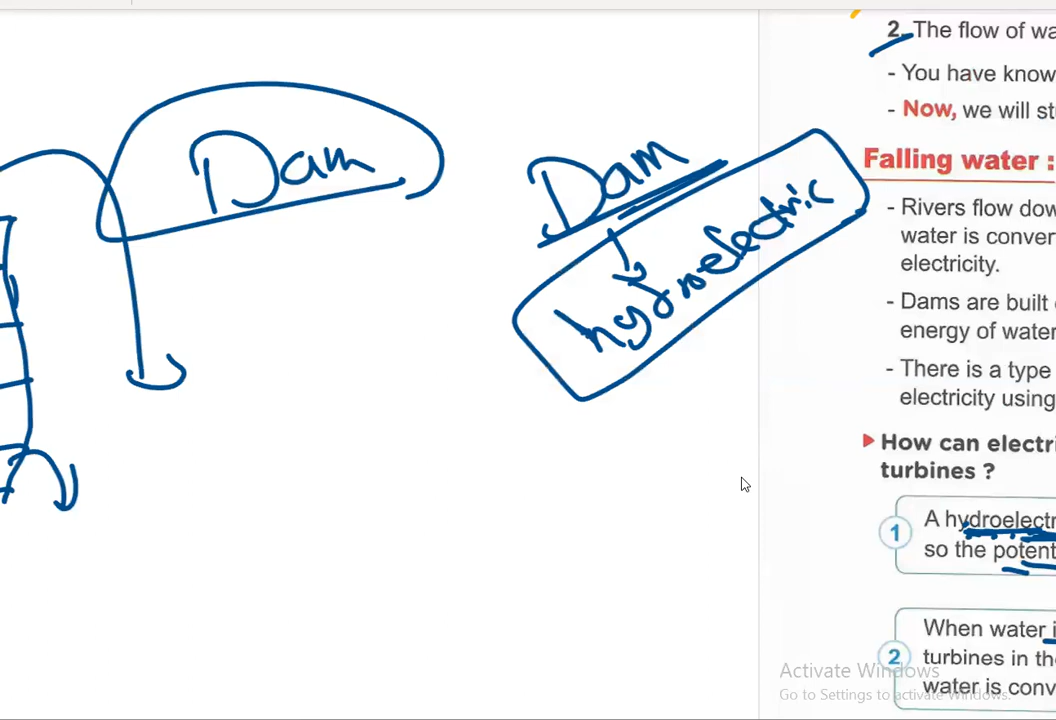 Dam
Dam
hydroelectric
2. The flow of wa
- You have know
- Now, we will st
Falling water :
- Rivers flow dow
water is conver
electricity.
- Dams are built
energy of water
- There is a type
electricity using
How can electri
turbines ?
1
A hydroelectr
so the potent
2
When water i
turbines in the
water is conv
Activate Windows
Go to Settings to activate Windows.